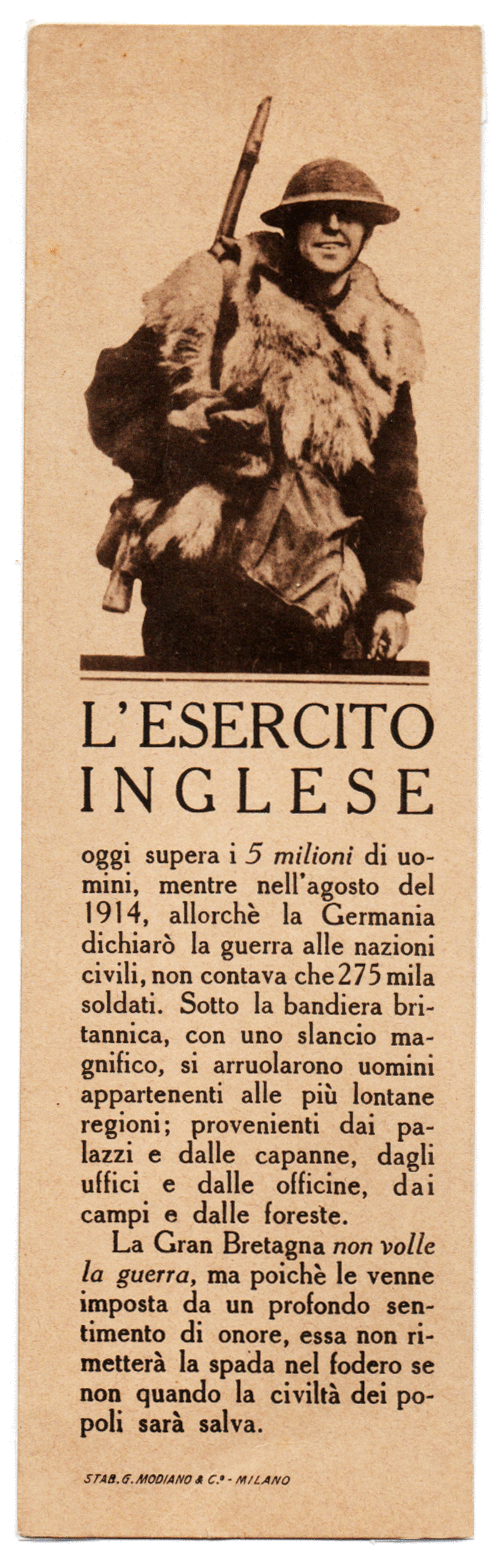 L'ESERCITO
INGLESE
oggi supera i 5 milioni di uo-
mini, mentre nell'agosto del
1914, allorchè la Germania
dichiarò la guerra alle nazioni
civili, non contava che 275 mila
soldati. Sotto la bandiera bri-
tannica, con uno slancio ma-
gnifico, si arruolarono uomini
appartenenti alle più lontane
regioni; provenienti dai pa-
lazzi e dalle capanne, dagli
uffici e dalle officine, dai
campi e dalle foreste.
La Gran Bretagna non volle
la guerra, ma poichè le venne
imposta da un profondo sen-
timento di onore, essa non ri-
metterà la spada nel fodero se
non quando la civiltà dei po-
poli sarà salva.
STAB. G. MODIANO & C.º - MILANO